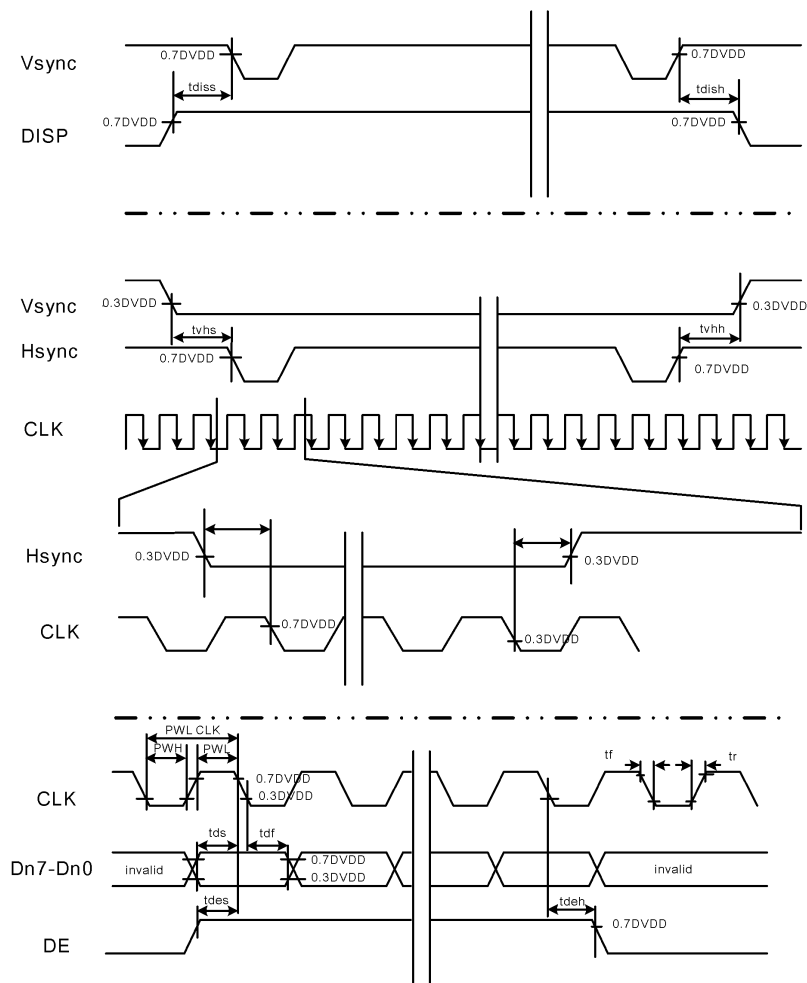 Vsync
0.7DVDD
0.7DVDD
tdiss
tdish
DISP
0.7DVDD
0.7DVDD
Vsync
0.3DVDD
0.3DVDD
tvhs
tvhh
Hsync
0.7DVDD
0.7DVDD
CLK
Hsync
0.3DVDD
0.3DVDD
CLK
0.7DVDD
0.3DVDD
PWL CLK
PWH
PWL
tf
tr
CLK
0.7DVDD
0.3DVDD
tds
tdf
Dn7-Dn0
invalid
0.7DVDD
0.3DVDD
invalid
tdes
tdeh
DE
0.7DVDD